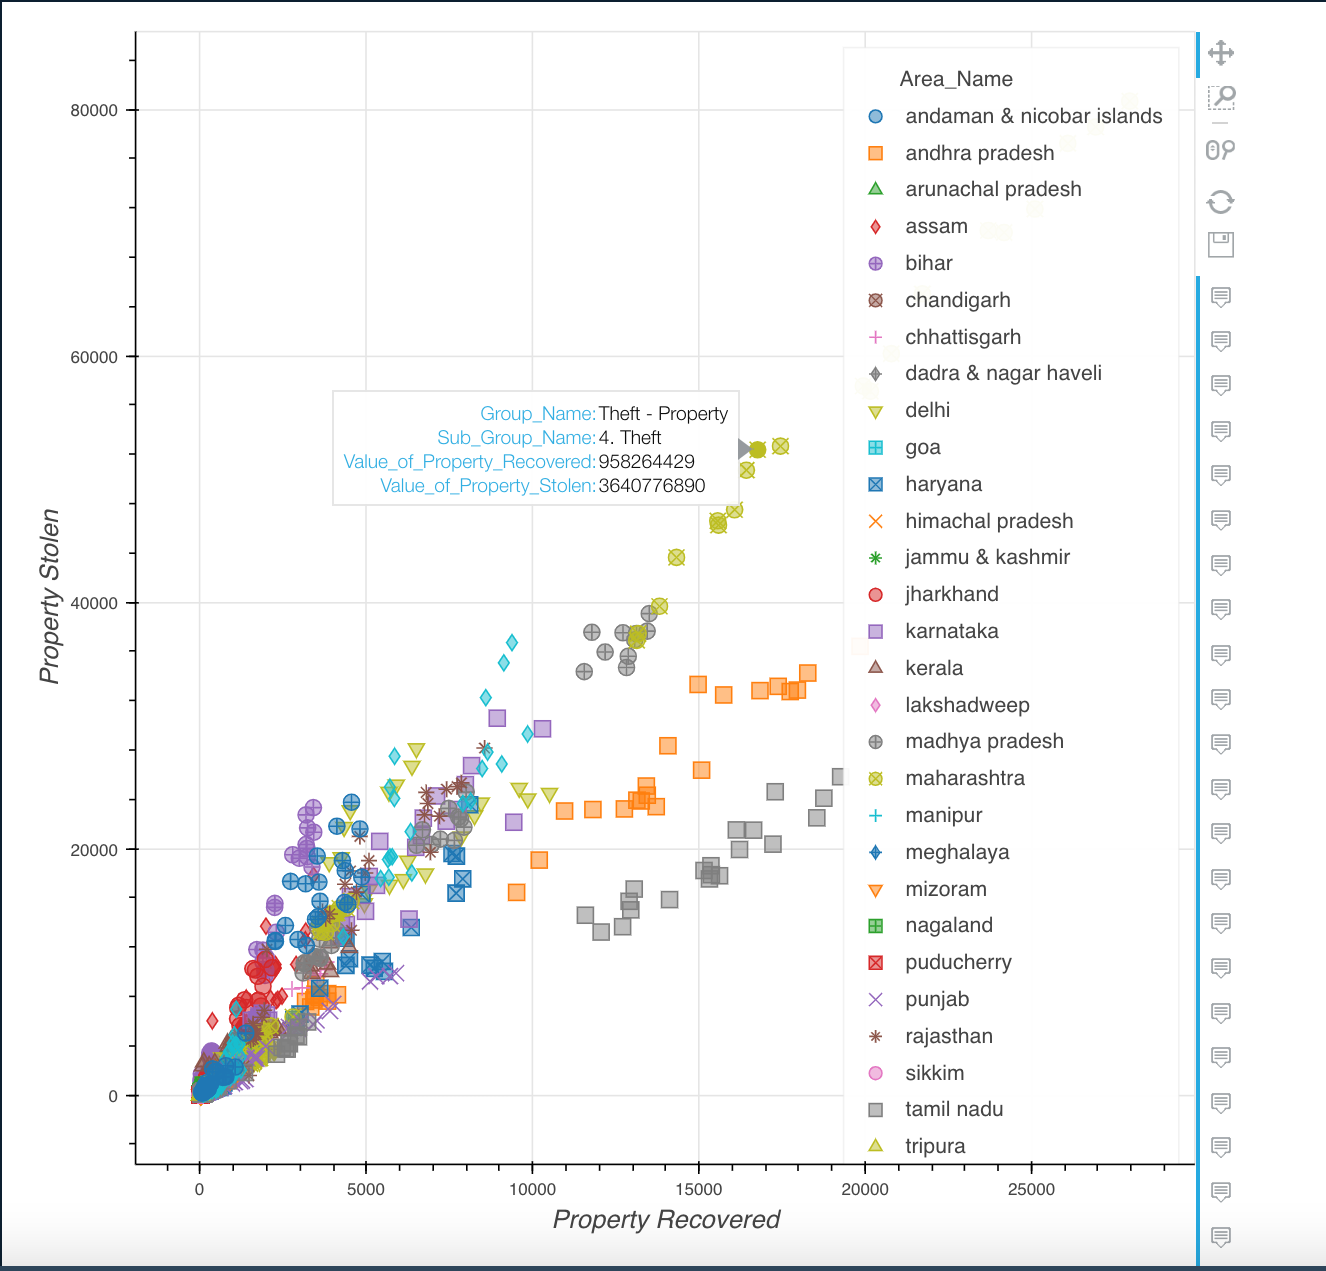 80000
60000
40000
20000
0
Property Stolen
Group_Name: Theft - Property
Sub_Group_Name: 4. Theft
Value_of_Property_Recovered: 958264429
Value_of_Property_Stolen: 3640776890
Area_Name
andaman & nicobar islands
andhra pradesh
arunachal pradesh
assam
bihar
chandigarh
chhattisgarh
dadra & nagar haveli
delhi
goa
haryana
himachal pradesh
jammu & kashmir
jharkhand
karnataka
kerala
lakshadweep
madhya pradesh
maharashtra
manipur
meghalaya
mizoram
nagaland
puducherry
punjab
rajasthan
sikkim
tamil nadu
tripura
0 5000 10000 15000 20000 25000
Property Recovered